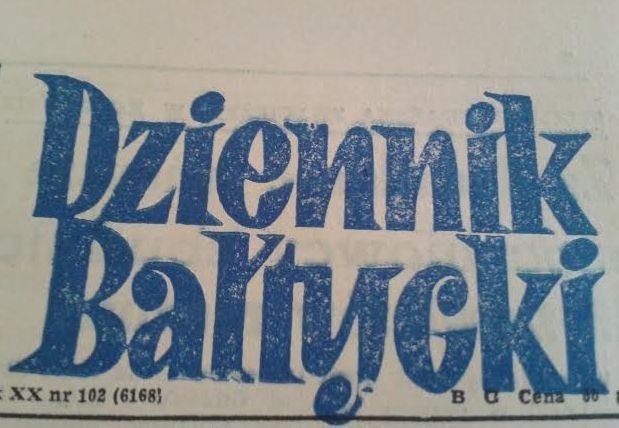 Dziennik
Bałtycki
XX nr 102 (6168) B G Cena